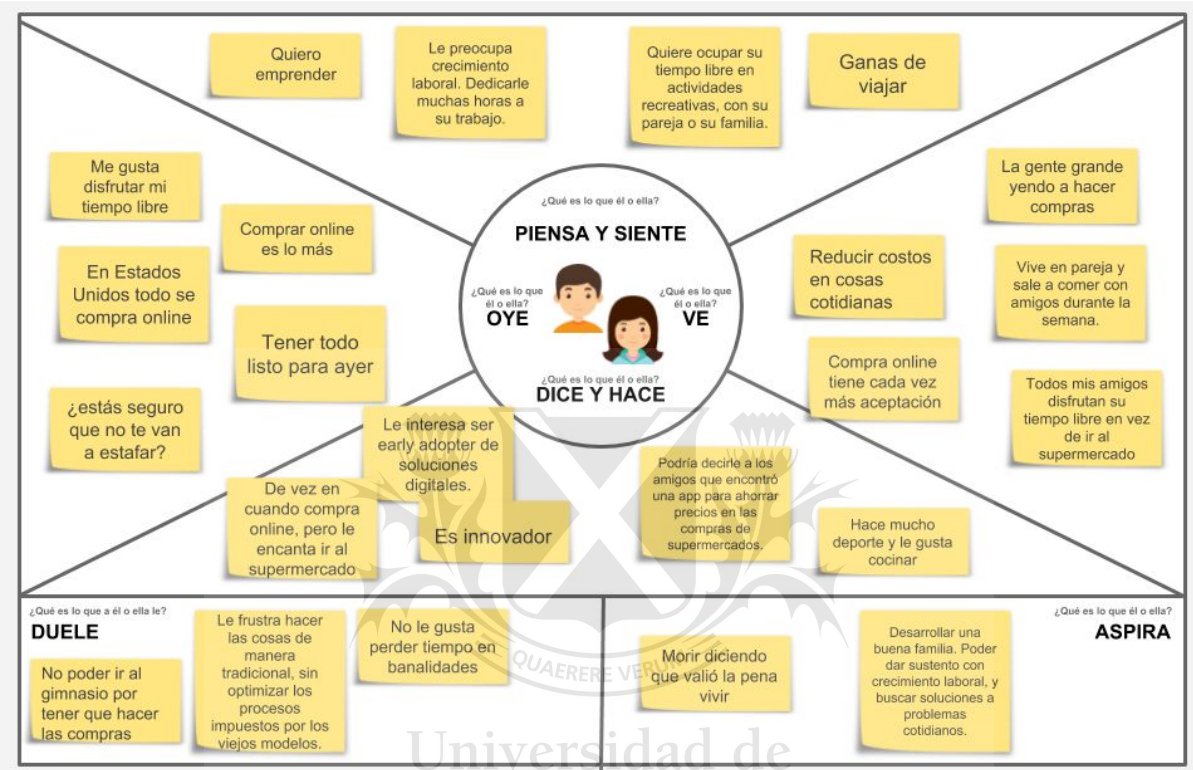 Quiero
emprender
Le preocupa
crecimiento
laboral. Dedicarle
muchas horas a
su trabajo.
Quiere ocupar su
tiempo libre en
actividades
recreativas, con su
pareja o su familia.
Ganas de
viajar
Me gusta
disfrutar mi
tiempo libre
Comprar online
es lo más
En Estados
Unidos todo se
compra online
Tener todo
listo para ayer
¿estás seguro
que no te van
a estafar?
¿Qué es lo que él o ella?
PIENSA Y SIENTE
¿Qué es lo que
él o ella?
OYE
¿Qué es lo que
él o ella?
VE
¿Qué es lo que él o ella?
DICE Y HACE
La gente grande
yendo a hacer
compras
Reducir costos
en cosas
cotidianas
Vive en pareja y
sale a comer con
amigos durante la
semana.
Compra online
tiene cada vez
más aceptación
Todos mis amigos
disfrutan su
tiempo libre en vez
de ir al
supermercado
Le interesa ser
early adopter de
soluciones
digitales.
De vez en
cuando compra
online, pero le
encanta ir al
supermercado
Es innovador
Podría decirle a los
amigos que encontró
una app para ahorrar
precios en las
compras de
supermercados.
Hace mucho
deporte y le gusta
cocinar
¿Qué es lo que a él o ella le?
DUELE
No poder ir al
gimnasio por
tener que hacer
las compras
Le frustra hacer
las cosas de
manera
tradicional, sin
optimizar los
procesos
impuestos por los
viejos modelos.
No le gusta
perder tiempo en
banalidades
¿Qué es lo que él o ella?
ASPIRA
Morir diciendo
que valió la pena
vivir
Desarrollar una
buena familia. Poder
dar sustento con
crecimiento laboral, y
buscar soluciones a
problemas
cotidianos.
QUAERERE
Universidad de